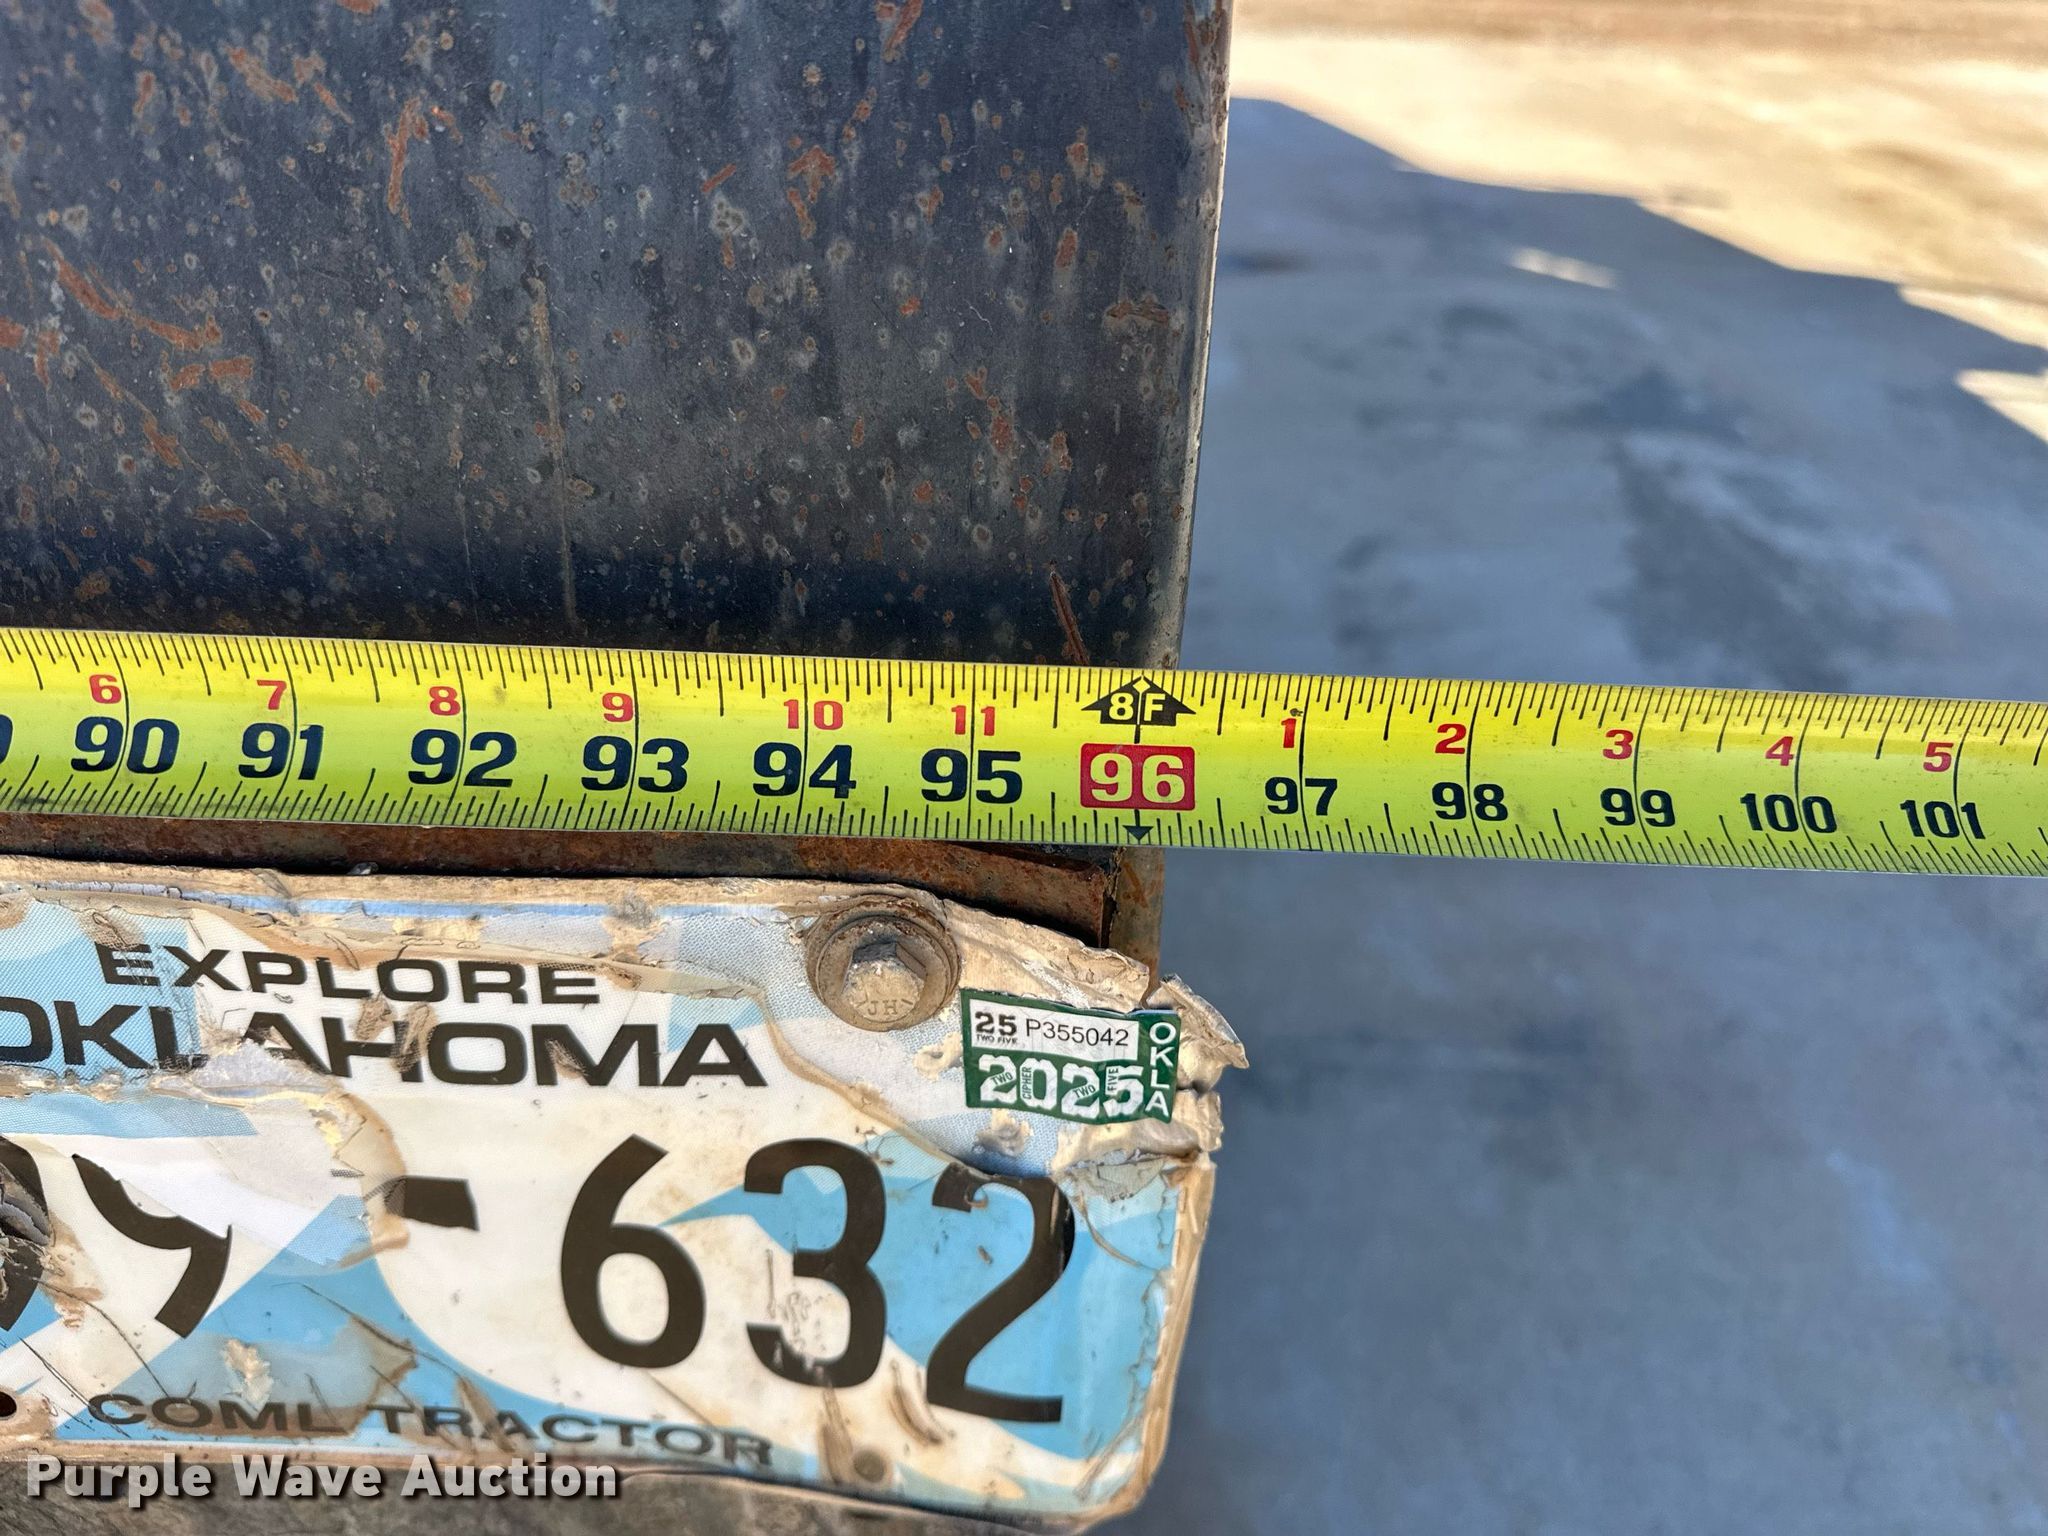 6 7 8 9 10 11 8F 1 2 3 4 5
90 91 92 93 94 95 96 97 98 99 100 101
EXPLORE
OKLAHOMA
JH
25 P355042
TWO FIVE
2025
TWO CIPHER TWO FIVE
OKLA
- 632
COML TRACTOR
Purple Wave Auction